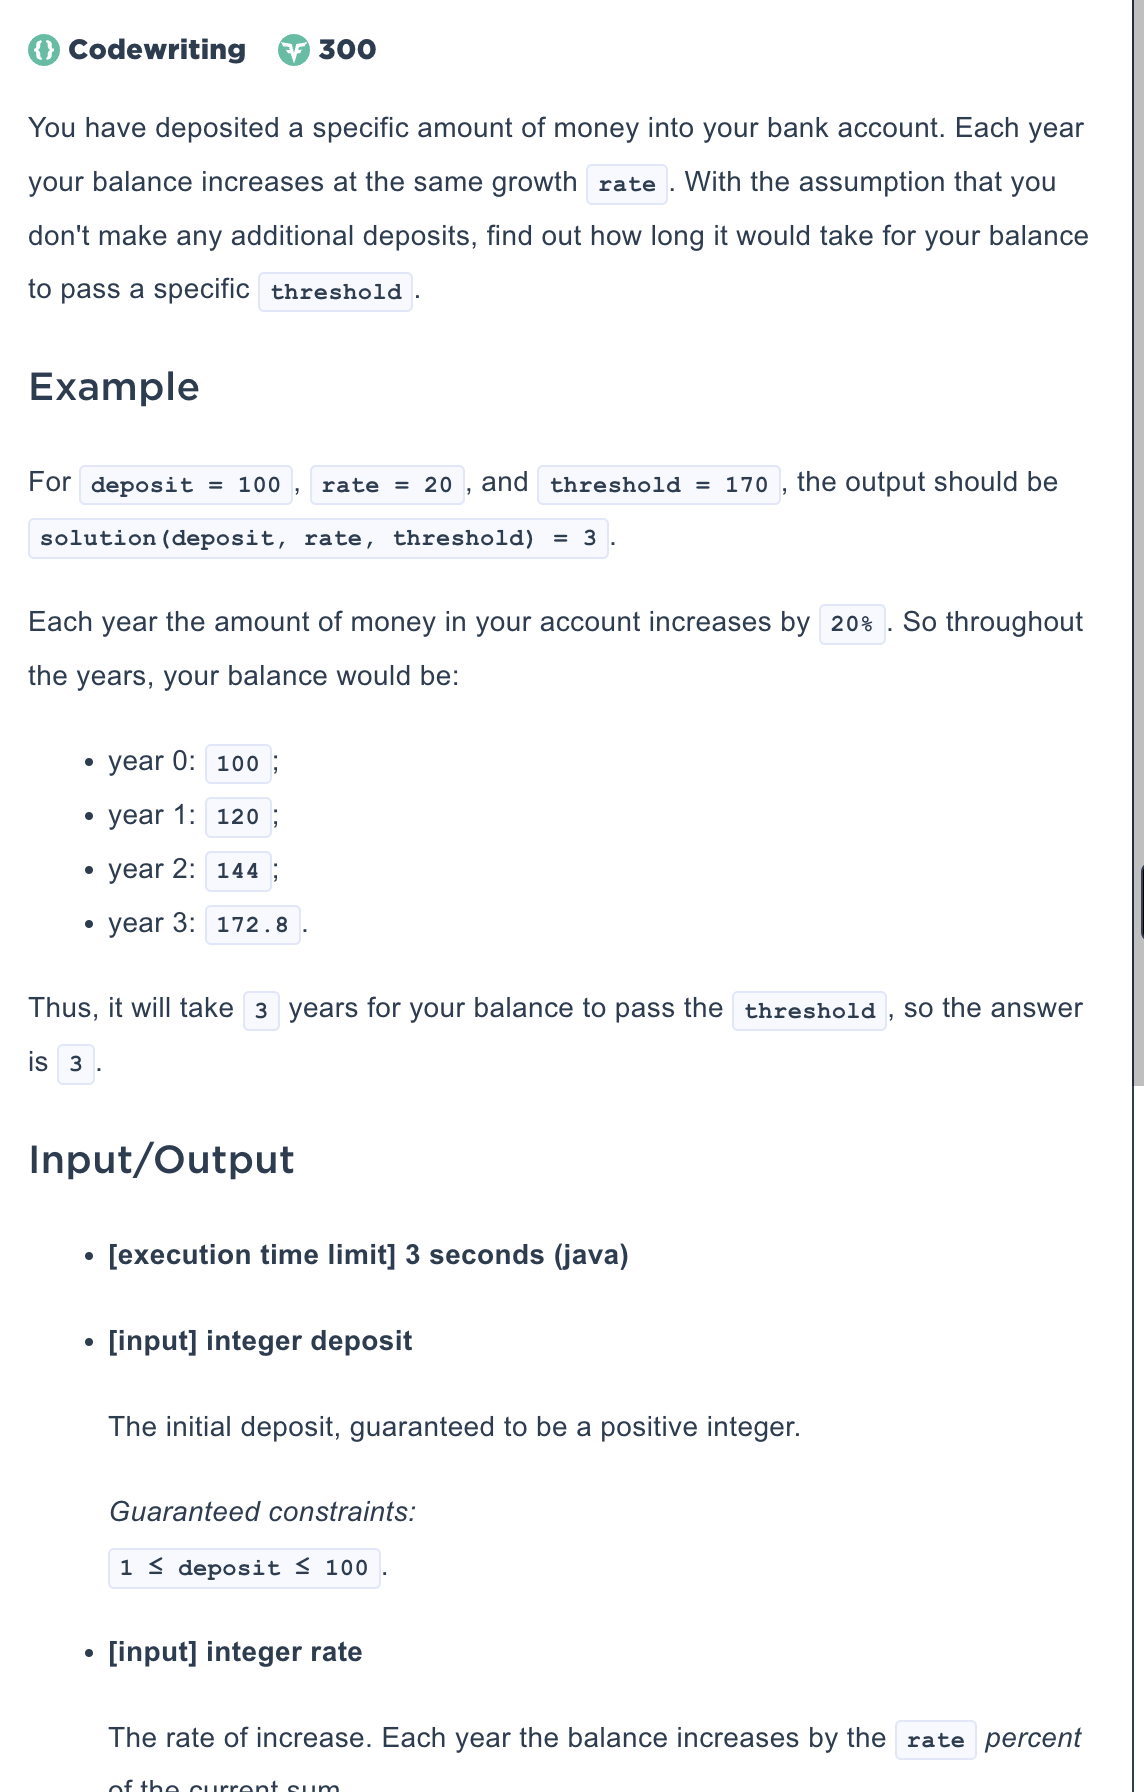 Codewriting 300
You have deposited a specific amount of money into your bank account. Each year
your balance increases at the same growth rate. With the assumption that you
don't make any additional deposits, find out how long it would take for your balance
to pass a specific threshold.
Example
For deposit = 100, rate = 20, and threshold = 170, the output should be
solution(deposit, rate, threshold) = 3.
Each year the amount of money in your account increases by 20%. So throughout
the years, your balance would be:
• year 0: 100;
• year 1: 120;
• year 2: 144;
• year 3: 172.8.
Thus, it will take 3 years for your balance to pass the threshold, so the answer
is 3.
Input/Output
• [execution time limit] 3 seconds (java)
• [input] integer deposit
The initial deposit, guaranteed to be a positive integer.
Guaranteed constraints:
1 ≤ deposit ≤ 100.
• [input] integer rate
The rate of increase. Each year the balance increases by the rate percent
of the current sum